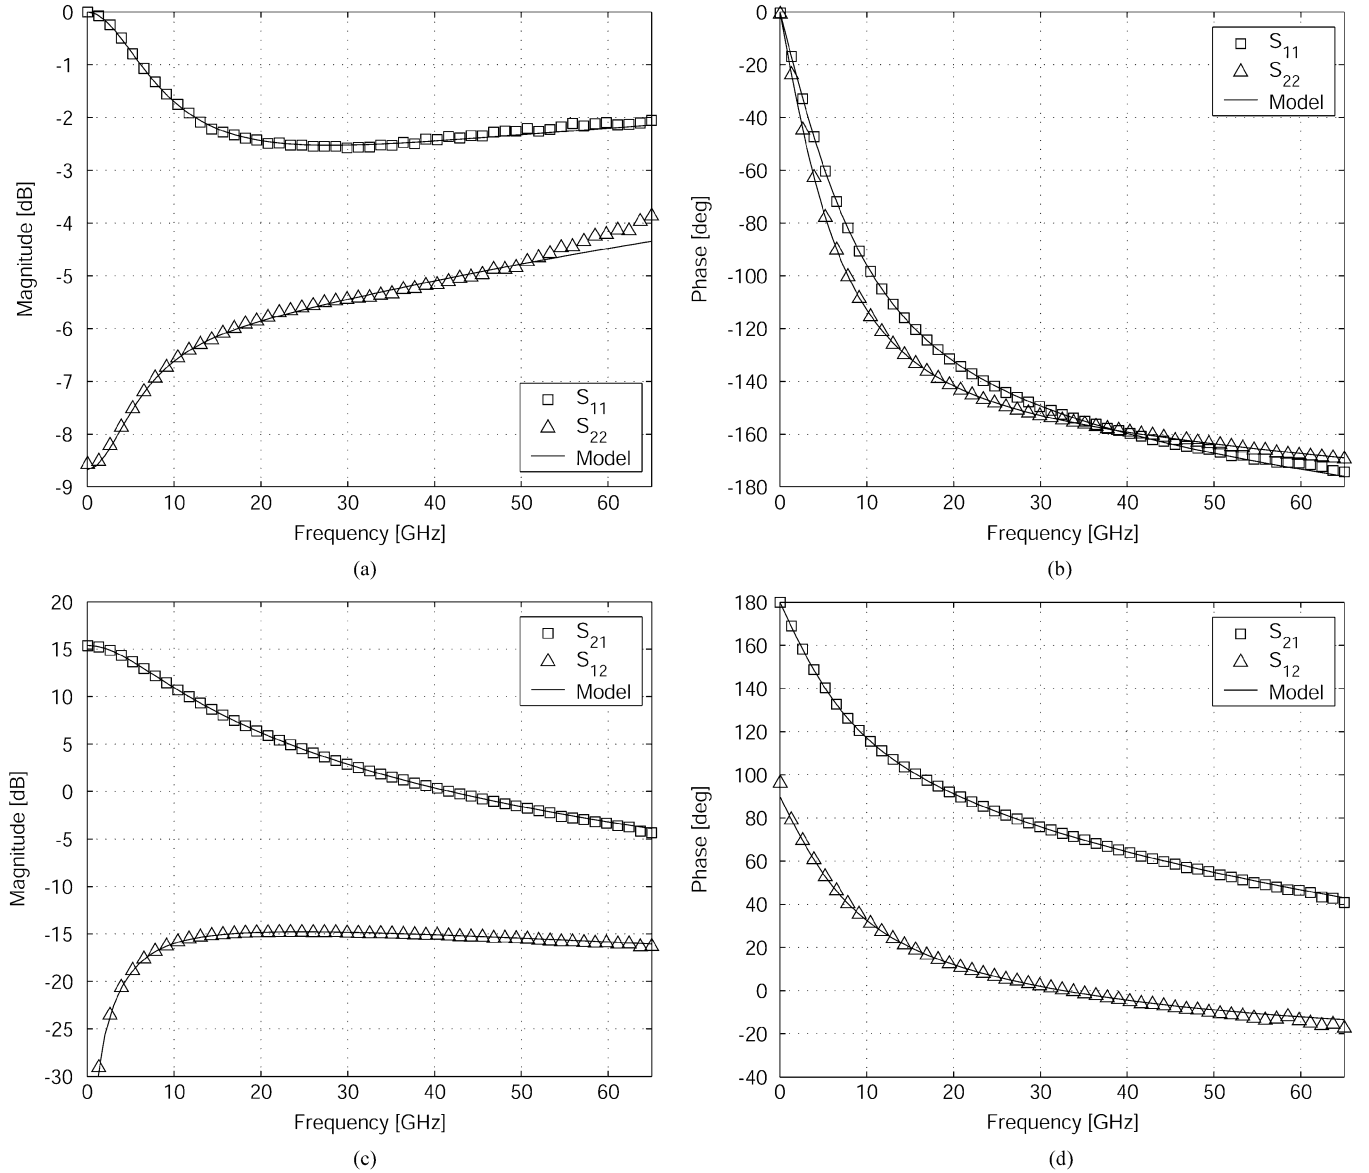 0
-1
-2
-3
-4
-5
-6
-7
-8
-9
Magnitude [dB]
S11
S22
Model
0 10 20 30 40 50 60
Frequency [GHz]
(a)
0
-20
-40
-60
-80
-100
-120
-140
-160
-180
Phase [deg]
S11
S22
Model
0 10 20 30 40 50 60
Frequency [GHz]
(b)
20
15
10
5
0
-5
-10
-15
-20
-25
-30
Magnitude [dB]
S21
S12
Model
0 10 20 30 40 50 60
Frequency [GHz]
(c)
180
160
140
120
100
80
60
40
20
0
-20
-40
Phase [deg]
S21
S12
Model
0 10 20 30 40 50 60
Frequency [GHz]
(d)